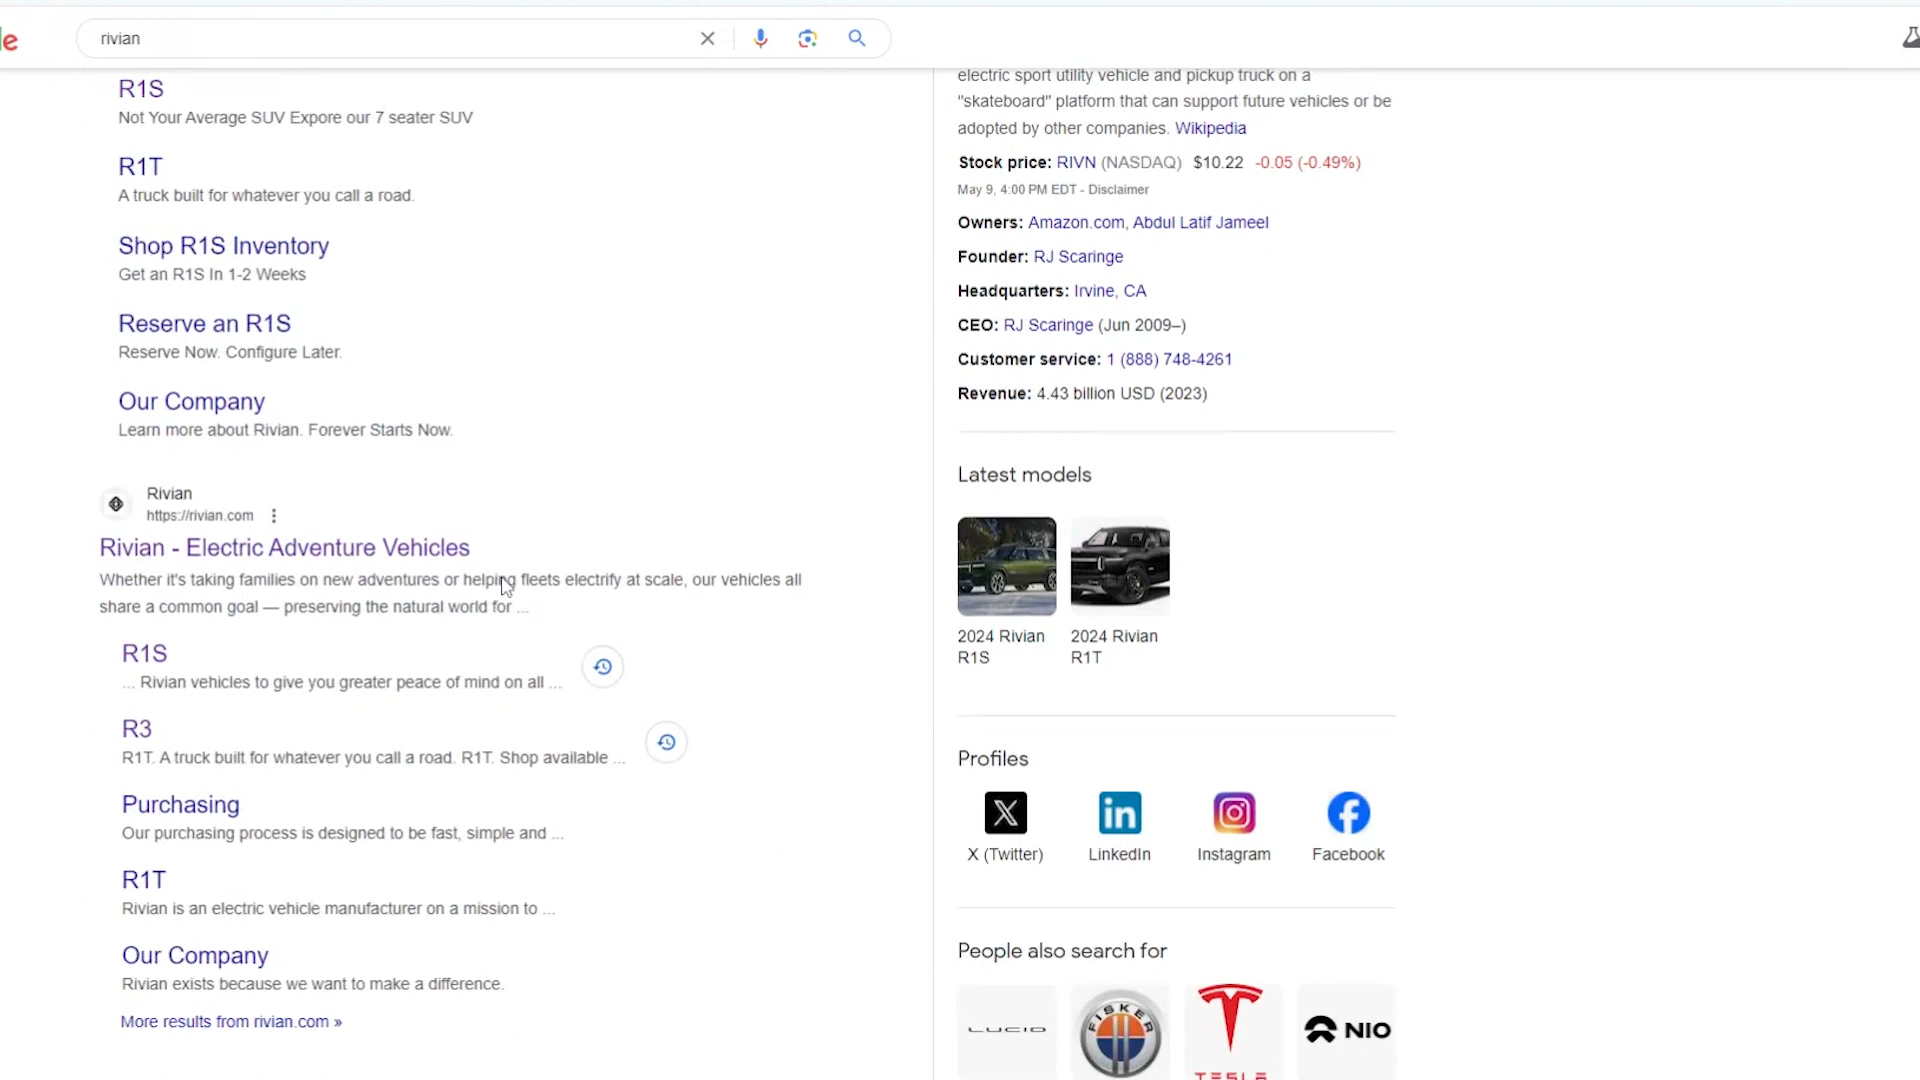 le
rivian
R1S
Not Your Average SUV Expore our 7 seater SUV
R1T
A truck built for whatever you call a road.
Shop R1S Inventory
Get an R1S In 1-2 Weeks
Reserve an R1S
Reserve Now. Configure Later.
Our Company
Learn more about Rivian. Forever Starts Now.
Rivian
https://rivian.com
Rivian - Electric Adventure Vehicles
Whether it's taking families on new adventures or helping fleets electrify at scale, our vehicles all
share a common goal — preserving the natural world for ...
R1S
... Rivian vehicles to give you greater peace of mind on all ...
R3
R1T. A truck built for whatever you call a road. R1T. Shop available ...
Purchasing
Our purchasing process is designed to be fast, simple and ...
R1T
Rivian is an electric vehicle manufacturer on a mission to ...
Our Company
Rivian exists because we want to make a difference.
More results from rivian.com »
electric sport utility vehicle and pickup truck on a
"skateboard" platform that can support future vehicles or be
adopted by other companies. Wikipedia
Stock price: RIVN (NASDAQ) $10.22 -0.05 (-0.49%)
May 9, 4:00 PM EDT - Disclaimer
Owners: Amazon.com, Abdul Latif Jameel
Founder: RJ Scaringe
Headquarters: Irvine, CA
CEO: RJ Scaringe (Jun 2009–)
Customer service: 1 (888) 748-4261
Revenue: 4.43 billion USD (2023)
Latest models
2024 Rivian R1S
2024 Rivian R1T
Profiles
X (Twitter)
LinkedIn
Instagram
Facebook
People also search for
LUCID
FISKER
TESLA
NIO